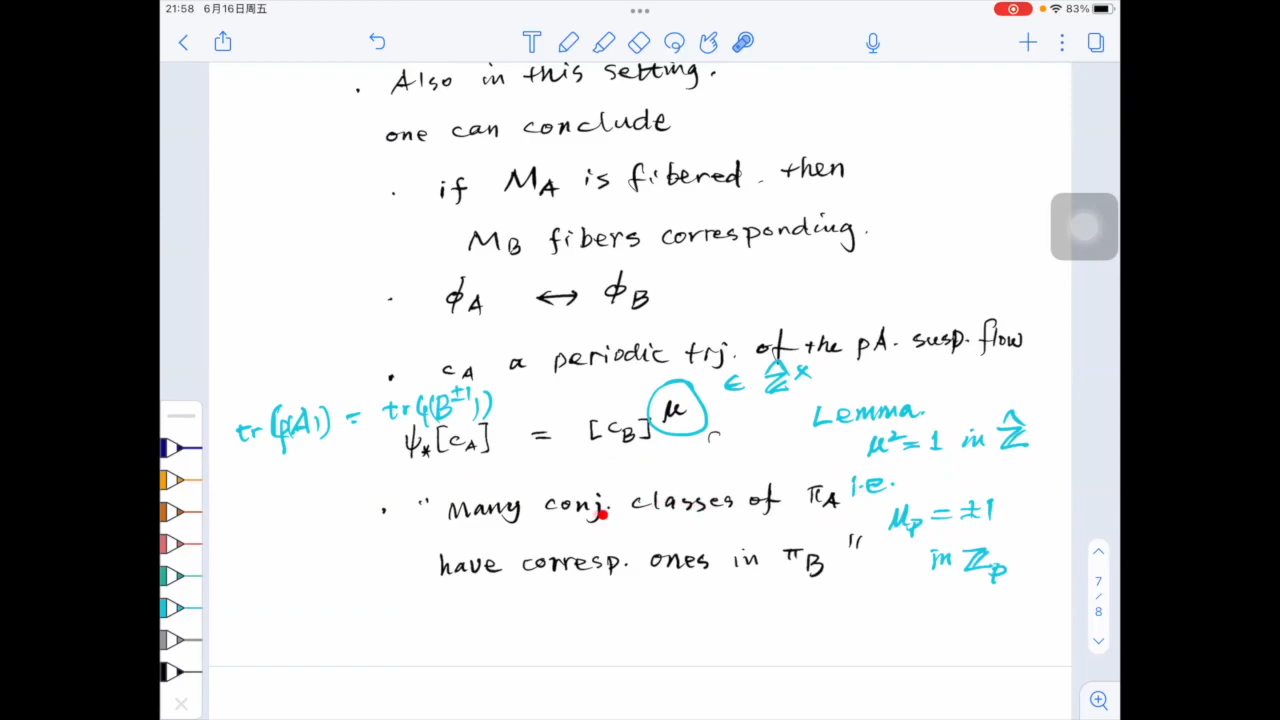 21:58 6月16日周五
83%
. Also in this setting.
one can conclude
. if M_A is fibered. then
M_B fibers corresponding.
. ϕ_A ↔ ϕ_B
. c_A a periodic trj. of the pA. susp. flow
∈ Ẑ^×
tr(φ(A)) = tr(φ(B^{±1}))
ψ_*[c_A] = [c_B]^μ
Lemma.
μ² = 1 in Ẑ
. "Many conj. classes of π_A
have corresp. ones in π_B"
i.e.
μ_p = ±1
in Z_p
7
/
8